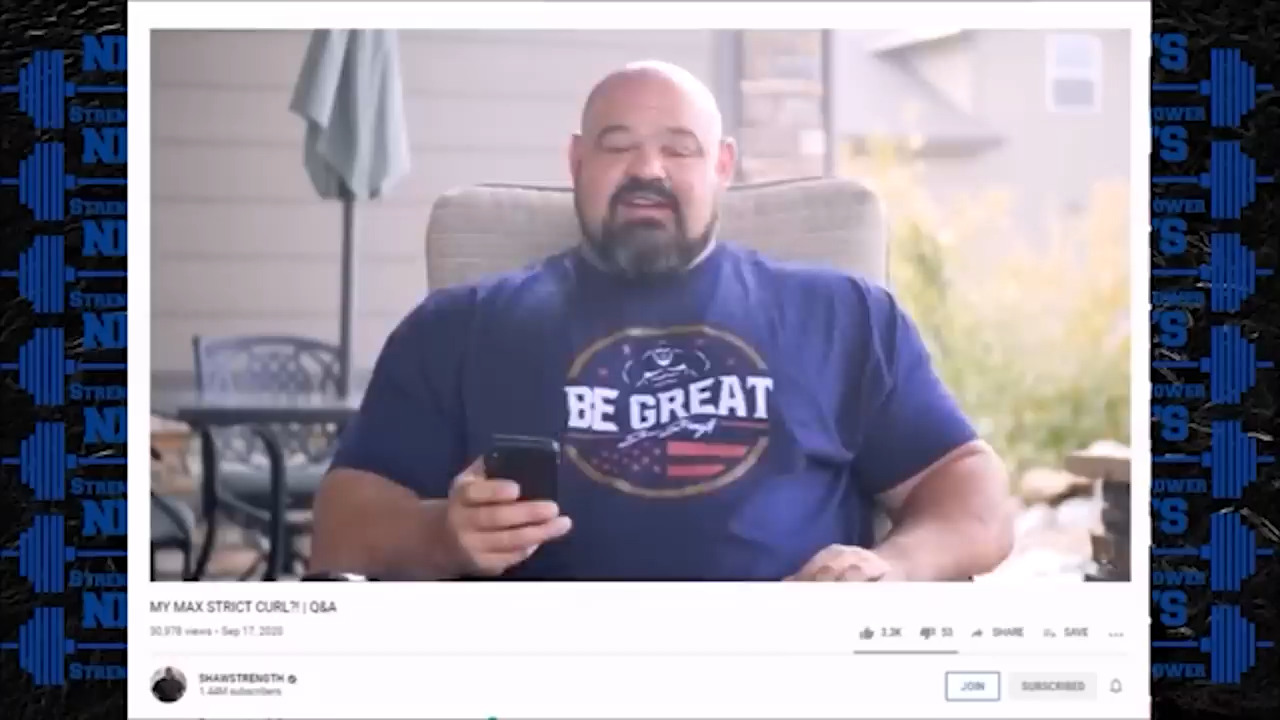 BE GREAT
MY MAX STRICT CURL?! | Q&A
30,978 views • Sep 17, 2020
3.3K
53
SHARE
SAVE
SHAWSTRENGTH
1.44M subscribers
JOIN
SUBSCRIBED